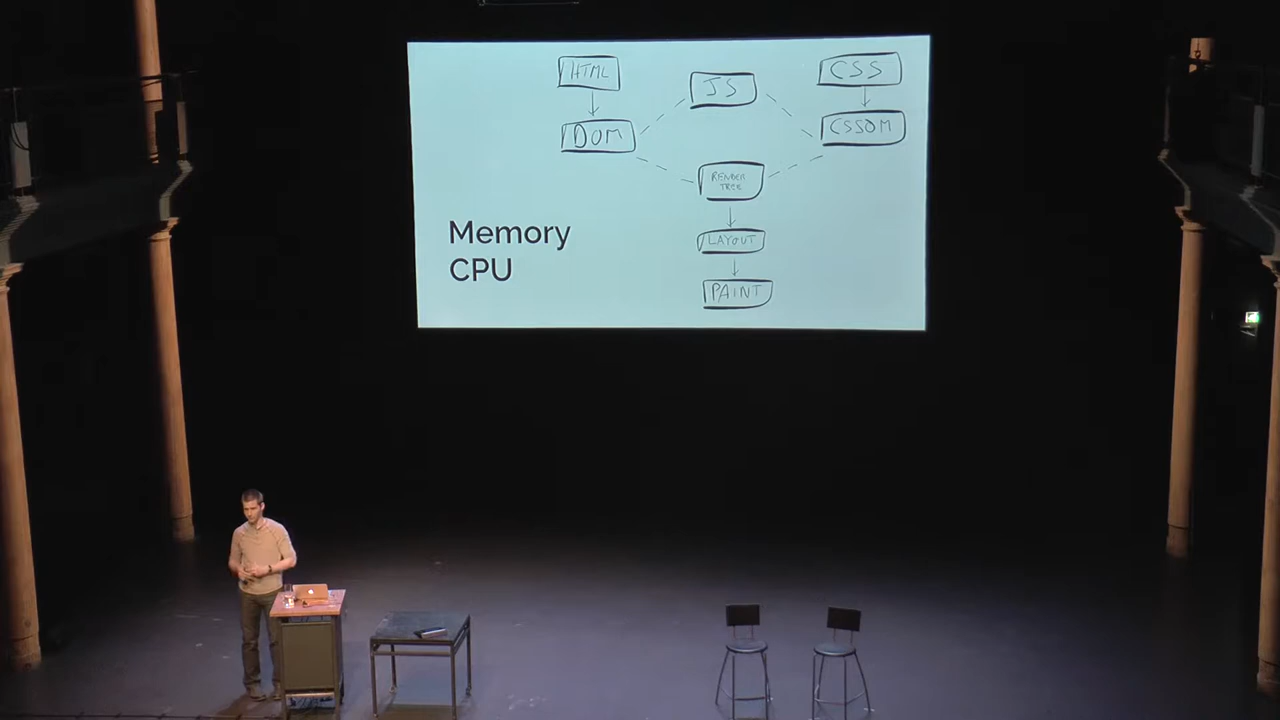 HTML
JS
CSS
DOM
CSSOM
RENDER
TREE
LAYOUT
PAINT
Memory
CPU